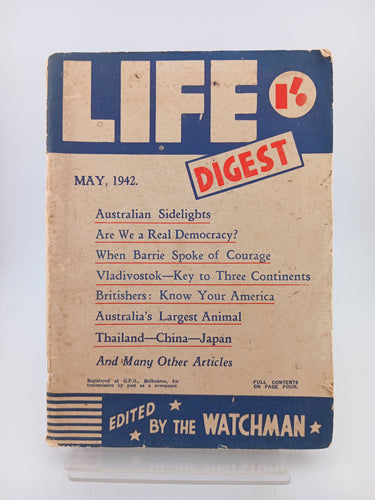 LIFE
1'/6
DIGEST
MAY, 1942.
Australian Sidelights
Are We a Real Democracy?
When Barrie Spoke of Courage
Vladivostok—Key to Three Continents
Britishers: Know Your America
Australia's Largest Animal
Thailand—China—Japan
And Many Other Articles
Registered at G.P.O., Melbourne, for
transmission by post as a newspaper.
FULL CONTENTS
ON PAGE FOUR.
EDITED BY THE WATCHMAN